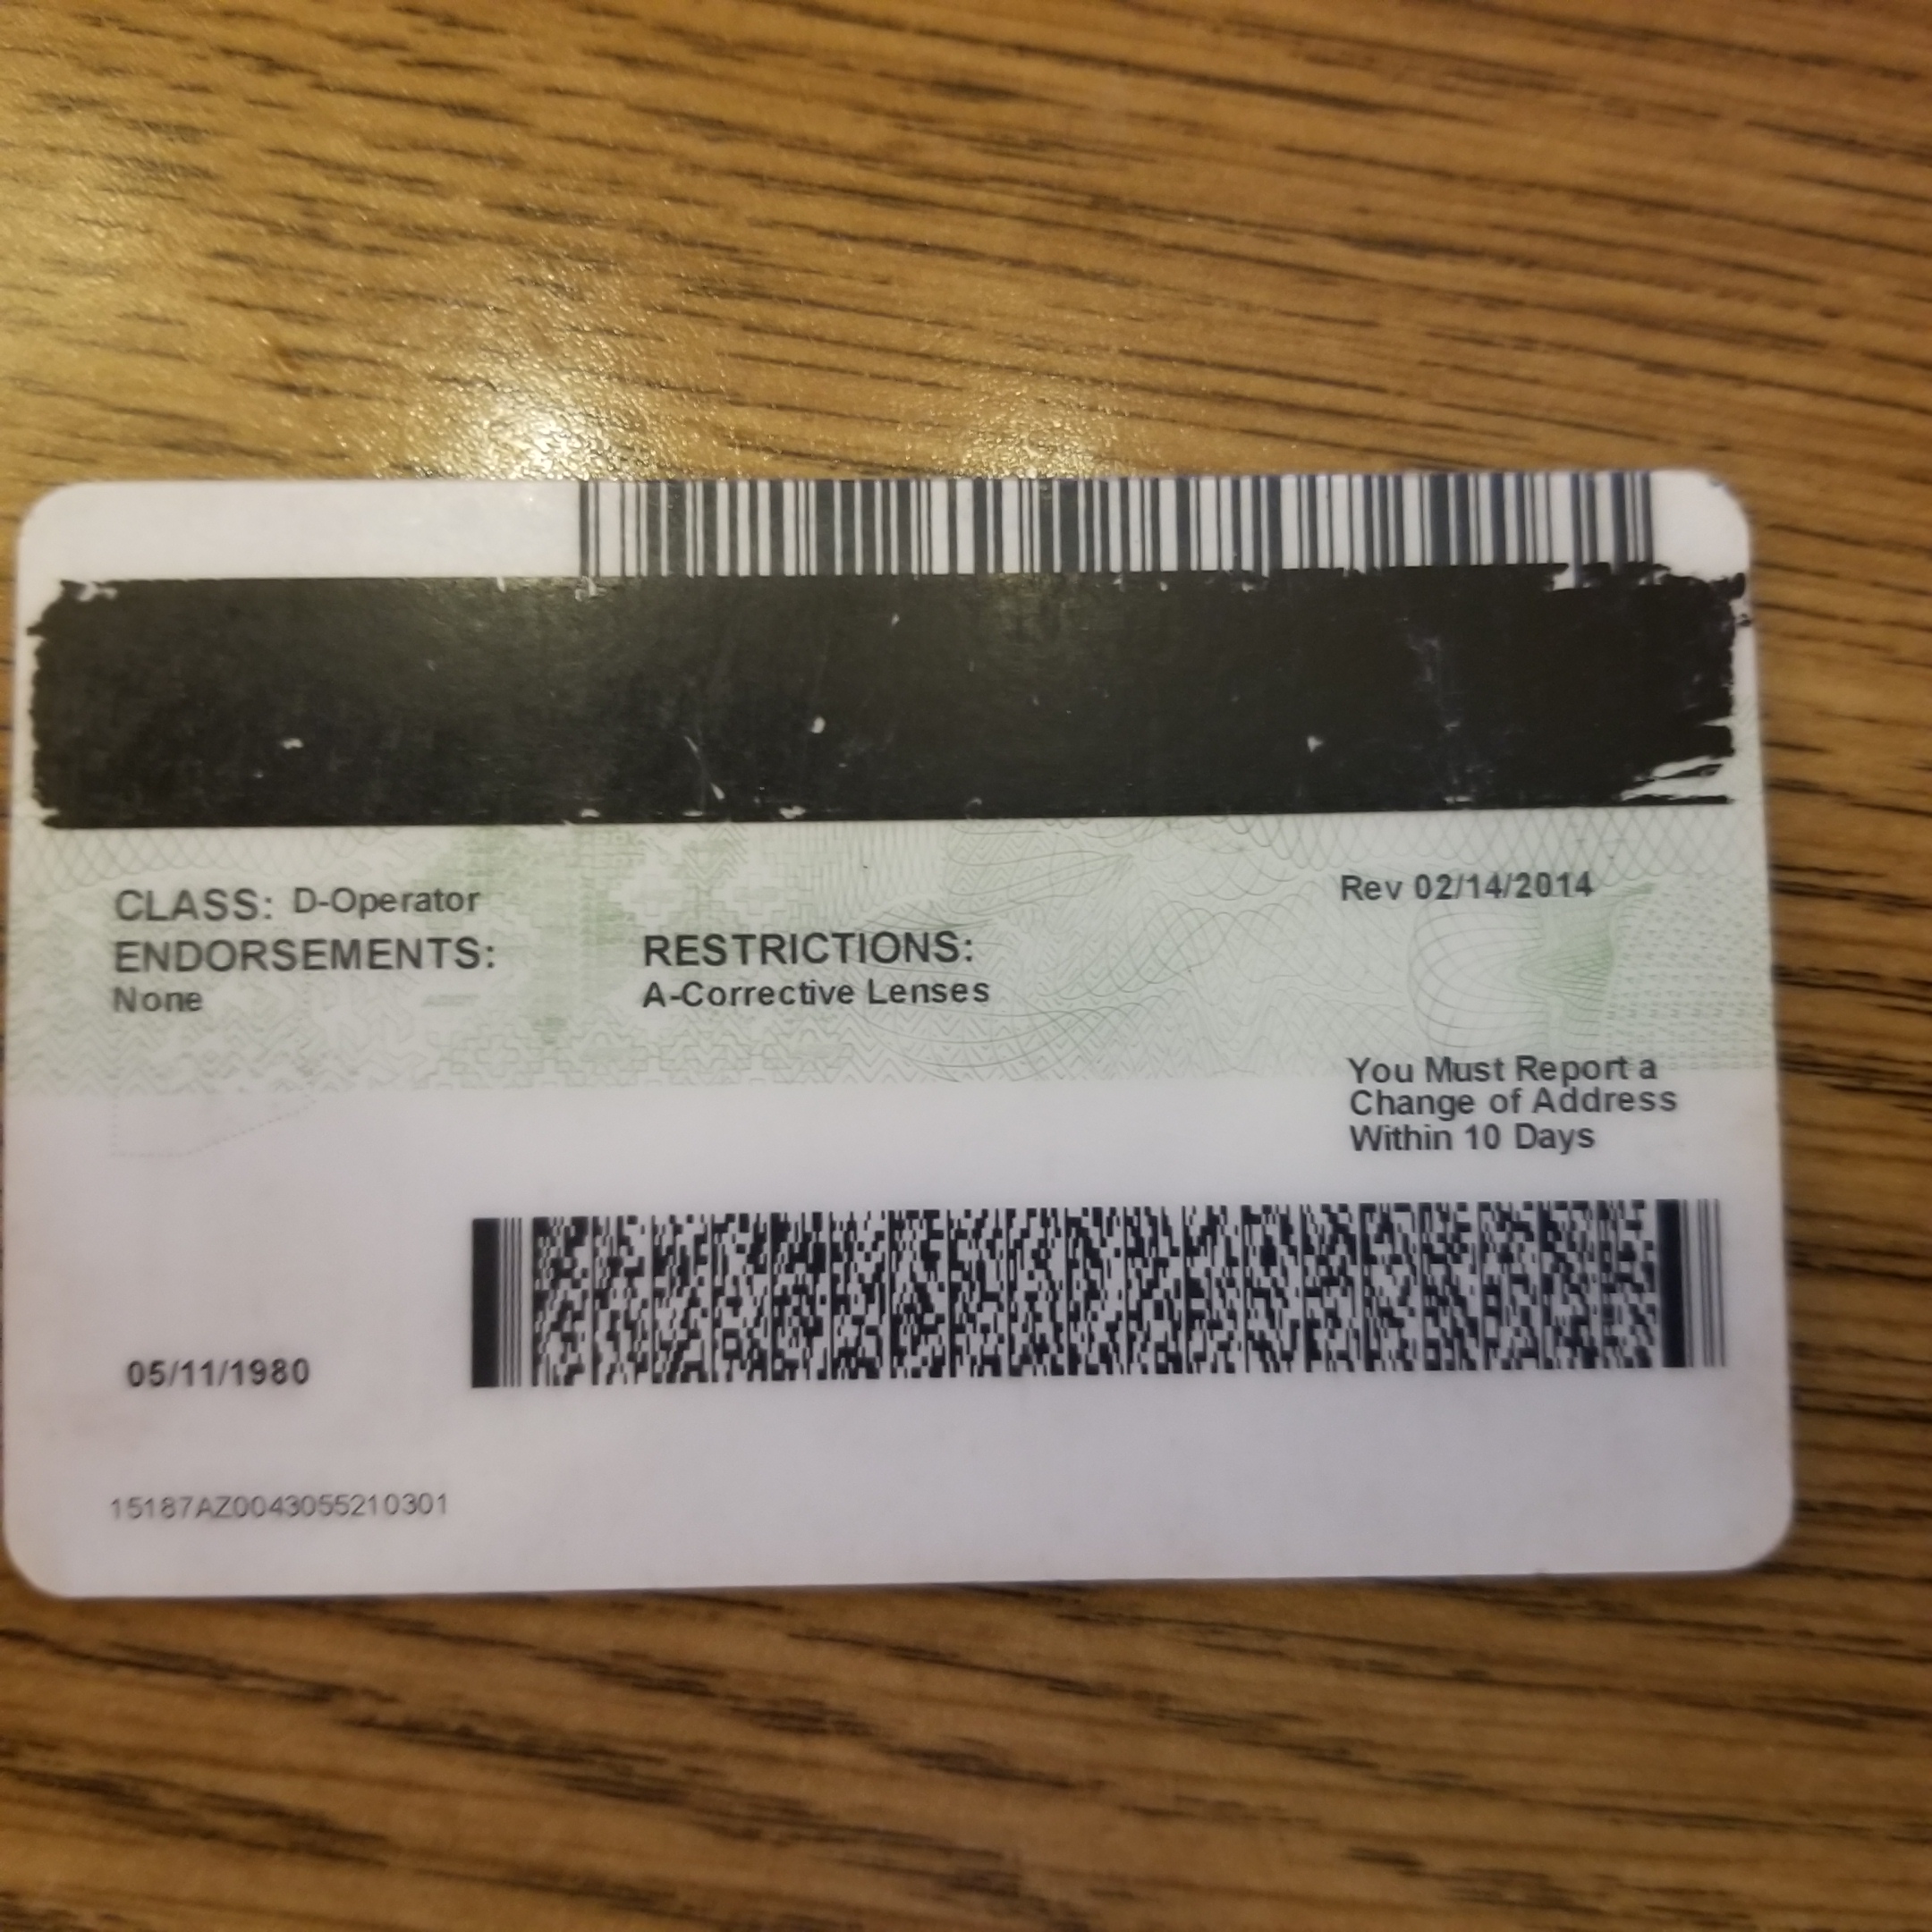 CLASS: D-Operator
ENDORSEMENTS:
None
RESTRICTIONS:
A-Corrective Lenses
Rev 02/14/2014
You Must Report a
Change of Address
Within 10 Days
05/11/1980
15187AZ0043055210301